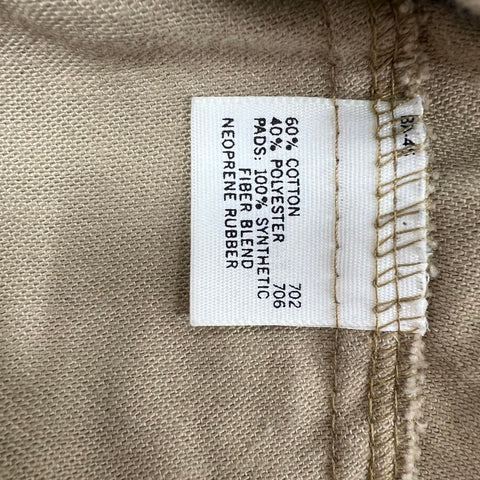 60% COTTON 702
40% POLYESTER 706
PADS: 100% SYNTHETIC
FIBER BLEND
NEOPRENE RUBBER